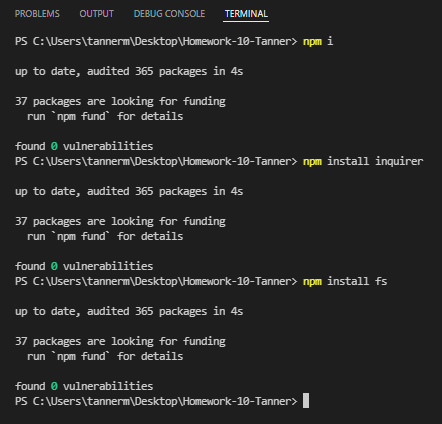 PROBLEMS OUTPUT DEBUG CONSOLE TERMINAL
PS C:\Users\tannerm\Desktop\Homework-10-Tanner> npm i
up to date, audited 365 packages in 4s
37 packages are looking for funding
run `npm fund` for details
found 0 vulnerabilities
PS C:\Users\tannerm\Desktop\Homework-10-Tanner> npm install inquirer
up to date, audited 365 packages in 4s
37 packages are looking for funding
run `npm fund` for details
found 0 vulnerabilities
PS C:\Users\tannerm\Desktop\Homework-10-Tanner> npm install fs
up to date, audited 365 packages in 4s
37 packages are looking for funding
run `npm fund` for details
found 0 vulnerabilities
PS C:\Users\tannerm\Desktop\Homework-10-Tanner>